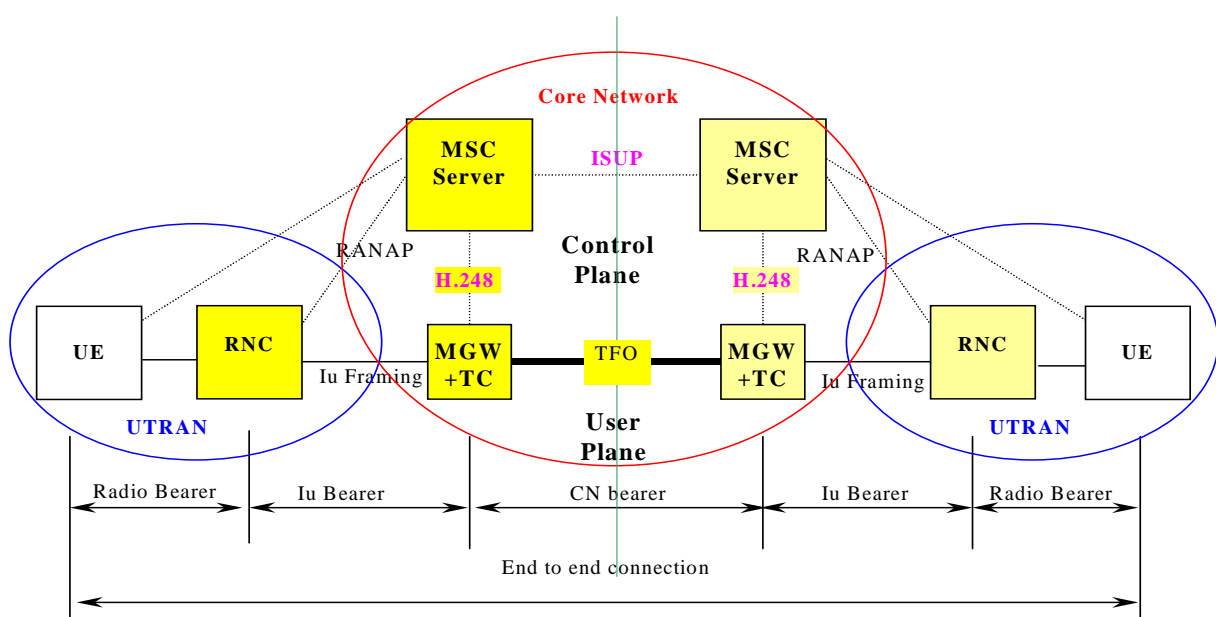 Core Network
MSC
Server
ISUP
MSC
Server
RANAP
Control
Plane
RANAP
H.248
H.248
UE
RNC
MGW
+TC
TFO
MGW
+TC
RNC
UE
Iu Framing
Iu Framing
UTRAN
User
Plane
UTRAN
Radio Bearer
Iu Bearer
CN bearer
Iu Bearer
Radio Bearer
End to end connection